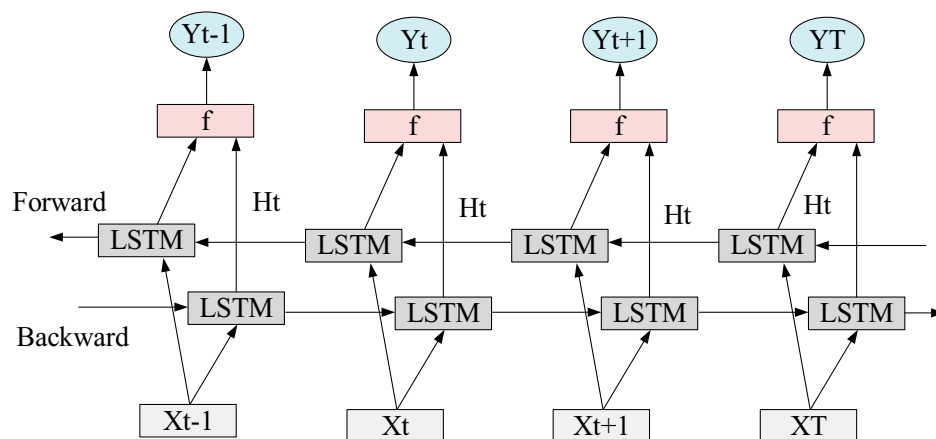 Yt-1 Yt Yt+1 YT
f f f f
Forward Ht Ht Ht Ht
LSTM LSTM LSTM LSTM
LSTM LSTM LSTM LSTM
Backward
Xt-1 Xt Xt+1 XT